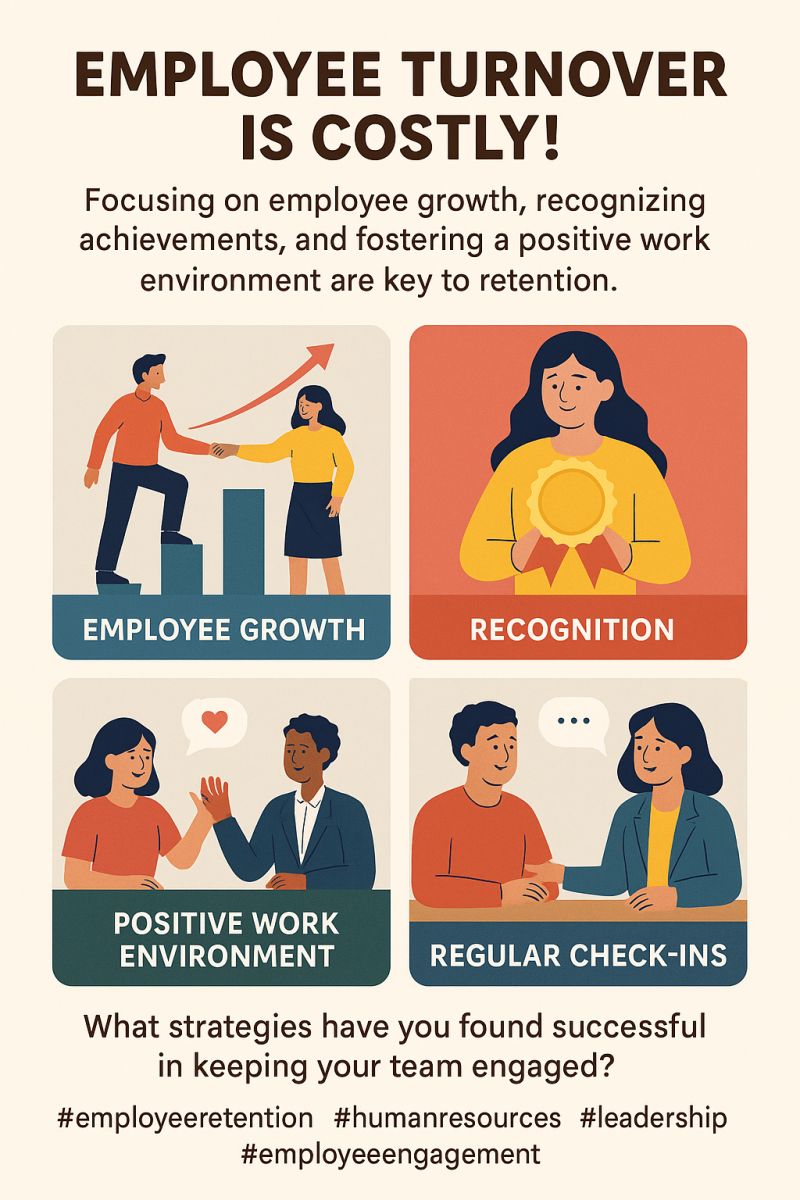 EMPLOYEE TURNOVER
IS COSTLY!
Focusing on employee growth, recognizing
achievements, and fostering a positive work
environment are key to retention.
EMPLOYEE GROWTH
RECOGNITION
POSITIVE WORK
ENVIRONMENT
REGULAR CHECK-INS
What strategies have you found successful
in keeping your team engaged?
#employeeretention #humanresources #leadership
#employeeengagement